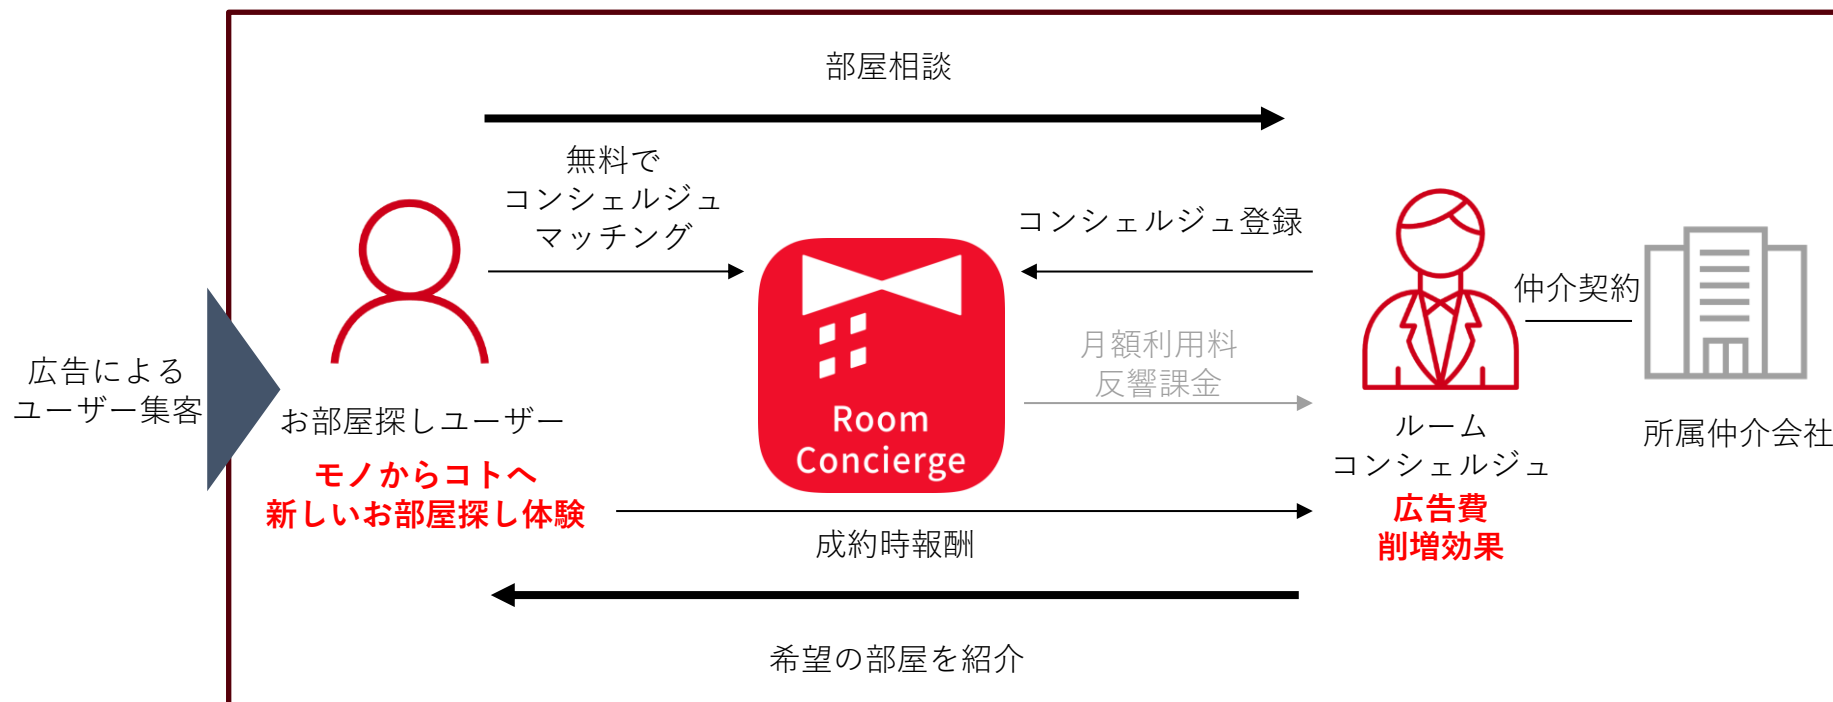 部屋相談
無料で
コンシェルジュ
マッチング
コンシェルジュ登録
仲介契約
月額利用料
反響課金
広告による
ユーザー集客
お部屋探しユーザー
モノからコトへ
新しいお部屋探し体験
Room
Concierge
ルーム
コンシェルジュ
広告費
削増効果
所属仲介会社
成約時報酬
希望の部屋を紹介